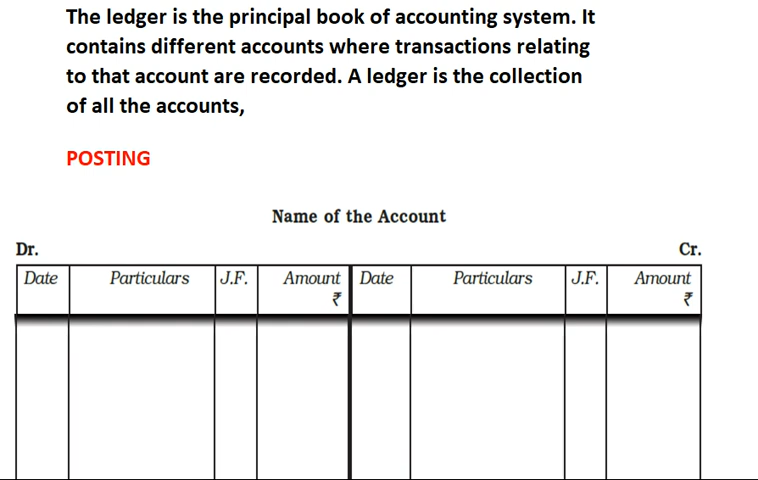 The ledger is the principal book of accounting system. It
contains different accounts where transactions relating
to that account are recorded. A ledger is the collection
of all the accounts,
POSTING
Name of the Account
Dr. Cr.
Date Particulars J.F. Amount Date Particulars J.F. Amount
₹ ₹